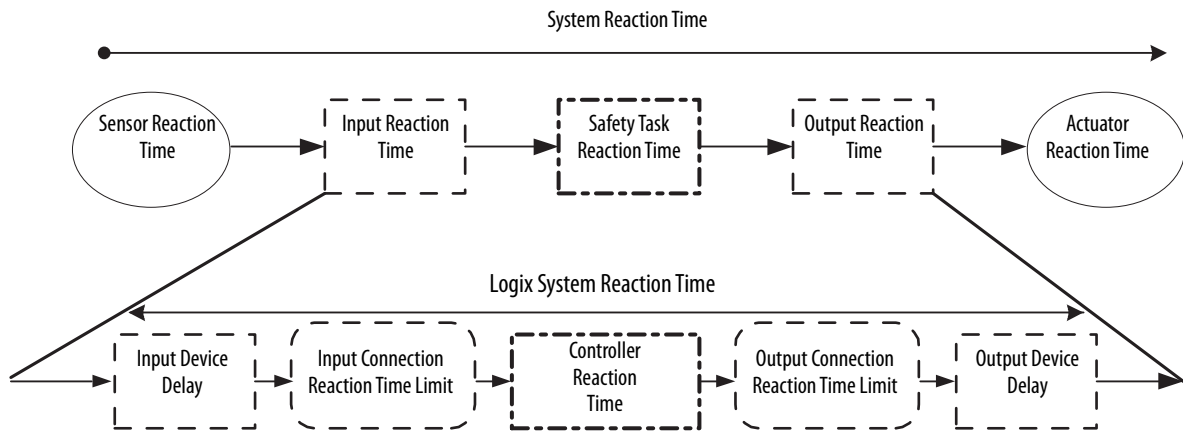 System Reaction Time
Sensor Reaction
Time
Input Reaction
Time
Safety Task
Reaction Time
Output Reaction
Time
Actuator
Reaction Time
Logix System Reaction Time
Input Device
Delay
Input Connection
Reaction Time Limit
Controller
Reaction
Time
Output Connection
Reaction Time Limit
Output Device
Delay